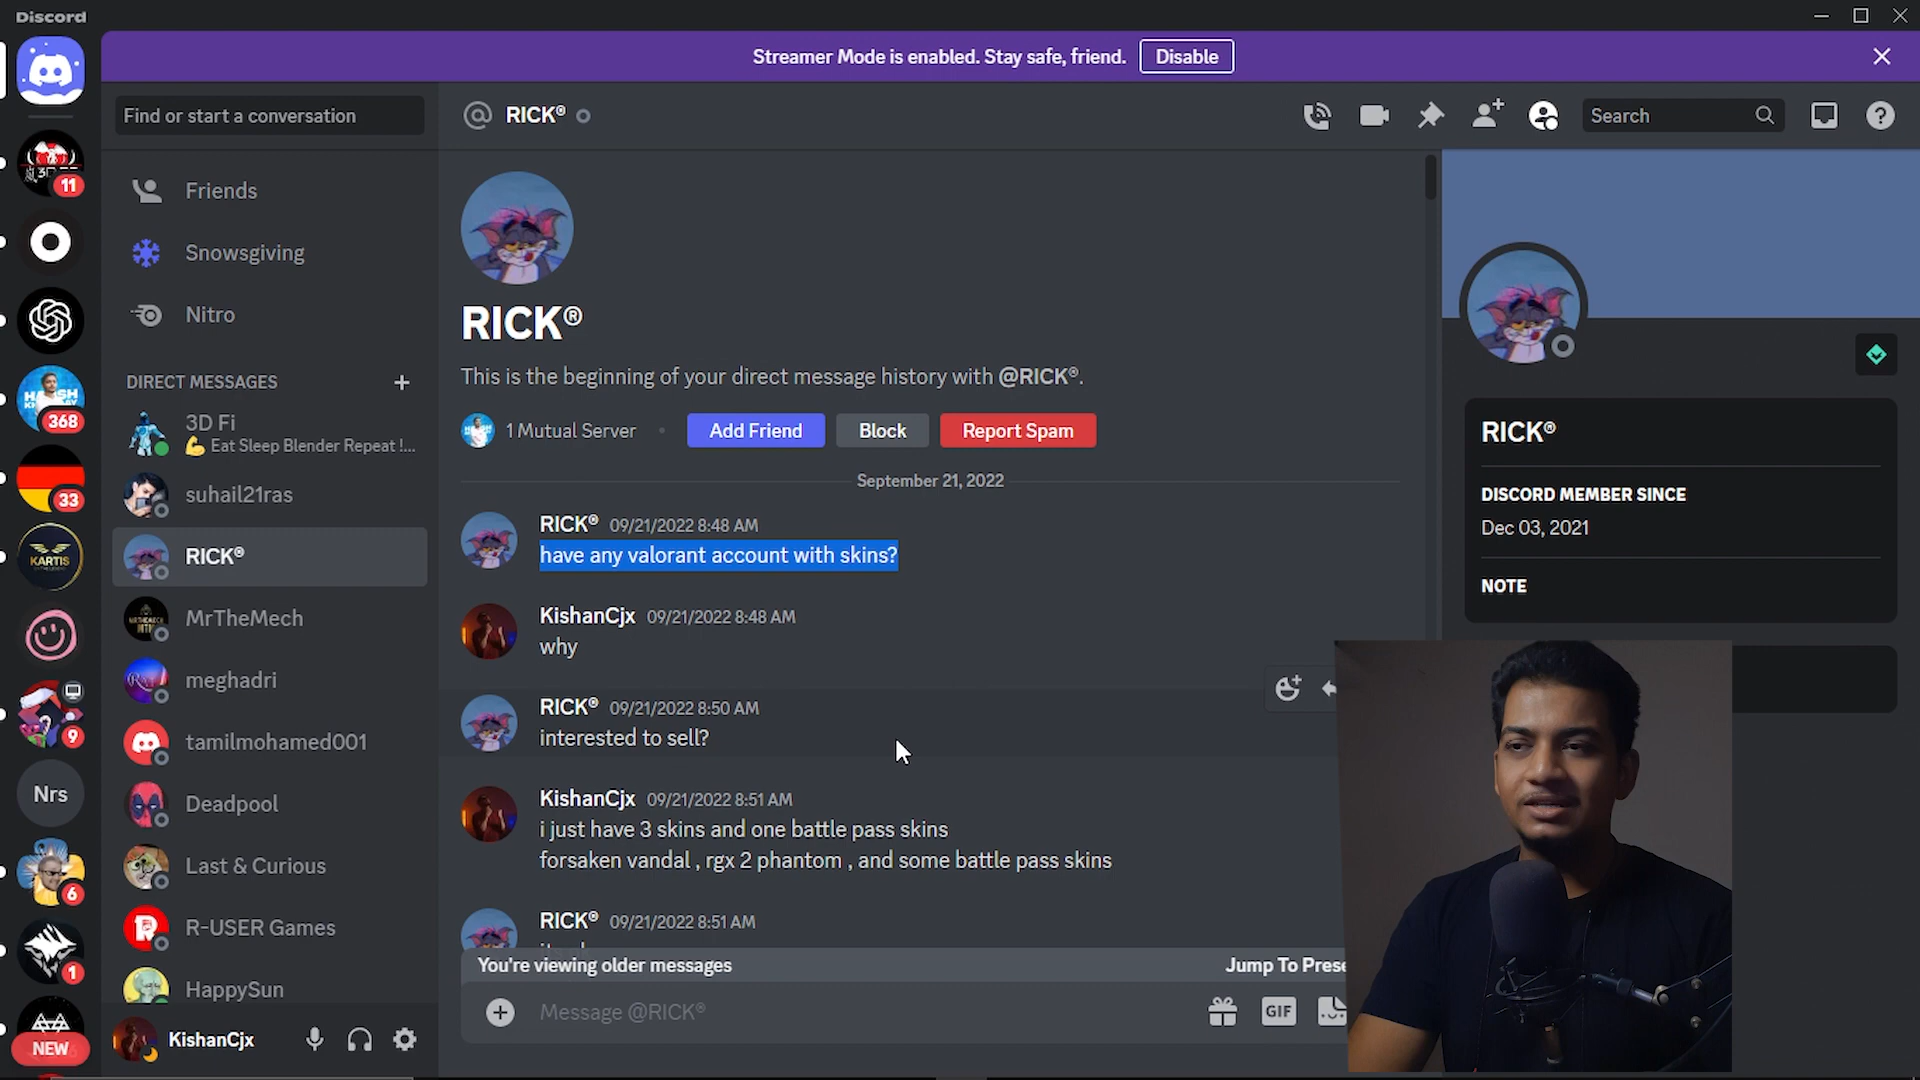 Discord
Streamer Mode is enabled. Stay safe, friend.
Disable
Find or start a conversation
RICK®
Search
Friends
Snowsgiving
Nitro
DIRECT MESSAGES
3D Fi
💪 Eat Sleep Blender Repeat !...
suhail21ras
RICK®
MrTheMech
meghadri
tamilmohamed001
Deadpool
Last & Curious
R-USER Games
HappySun
KishanCjx
11
368
33
KARTIS
9
Nrs
6
1
NEW
RICK®
This is the beginning of your direct message history with @RICK®.
1 Mutual Server
Add Friend
Block
Report Spam
September 21, 2022
RICK® 09/21/2022 8:48 AM
have any valorant account with skins?
KishanCjx 09/21/2022 8:48 AM
why
RICK® 09/21/2022 8:50 AM
interested to sell?
KishanCjx 09/21/2022 8:51 AM
i just have 3 skins and one battle pass skins
forsaken vandal , rgx 2 phantom , and some battle pass skins
RICK® 09/21/2022 8:51 AM
You're viewing older messages
Jump To Prese
Message @RICK®
GIF
RICK®
DISCORD MEMBER SINCE
Dec 03, 2021
NOTE